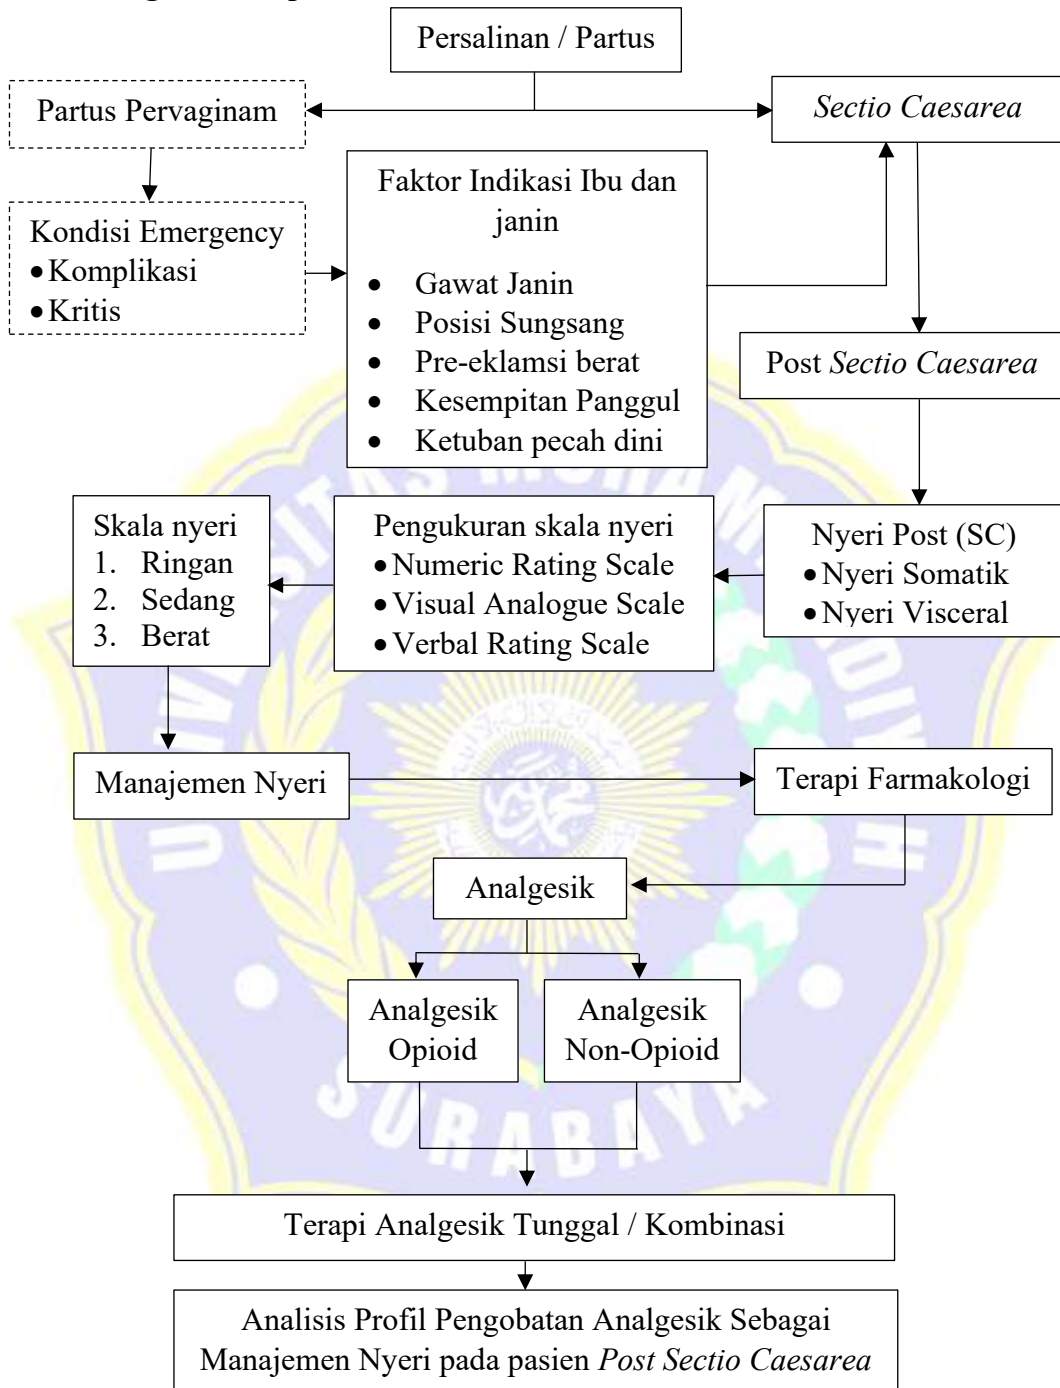 Persalinan / Partus
Partus Pervaginam
Sectio Caesarea
Kondisi Emergency
•Komplikasi
•Kritis
Faktor Indikasi Ibu dan
janin
• Gawat Janin
• Posisi Sungsang
• Pre-eklamsi berat
• Kesempitan Panggul
• Ketuban pecah dini
Post Sectio Caesarea
Nyeri Post (SC)
•Nyeri Somatik
•Nyeri Visceral
Pengukuran skala nyeri
•Numeric Rating Scale
•Visual Analogue Scale
•Verbal Rating Scale
Skala nyeri
1. Ringan
2. Sedang
3. Berat
Manajemen Nyeri
Terapi Farmakologi
Analgesik
Analgesik
Opioid
Analgesik
Non-Opioid
Terapi Analgesik Tunggal / Kombinasi
Analisis Profil Pengobatan Analgesik Sebagai
Manajemen Nyeri pada pasien Post Sectio Caesarea
SURABAYA